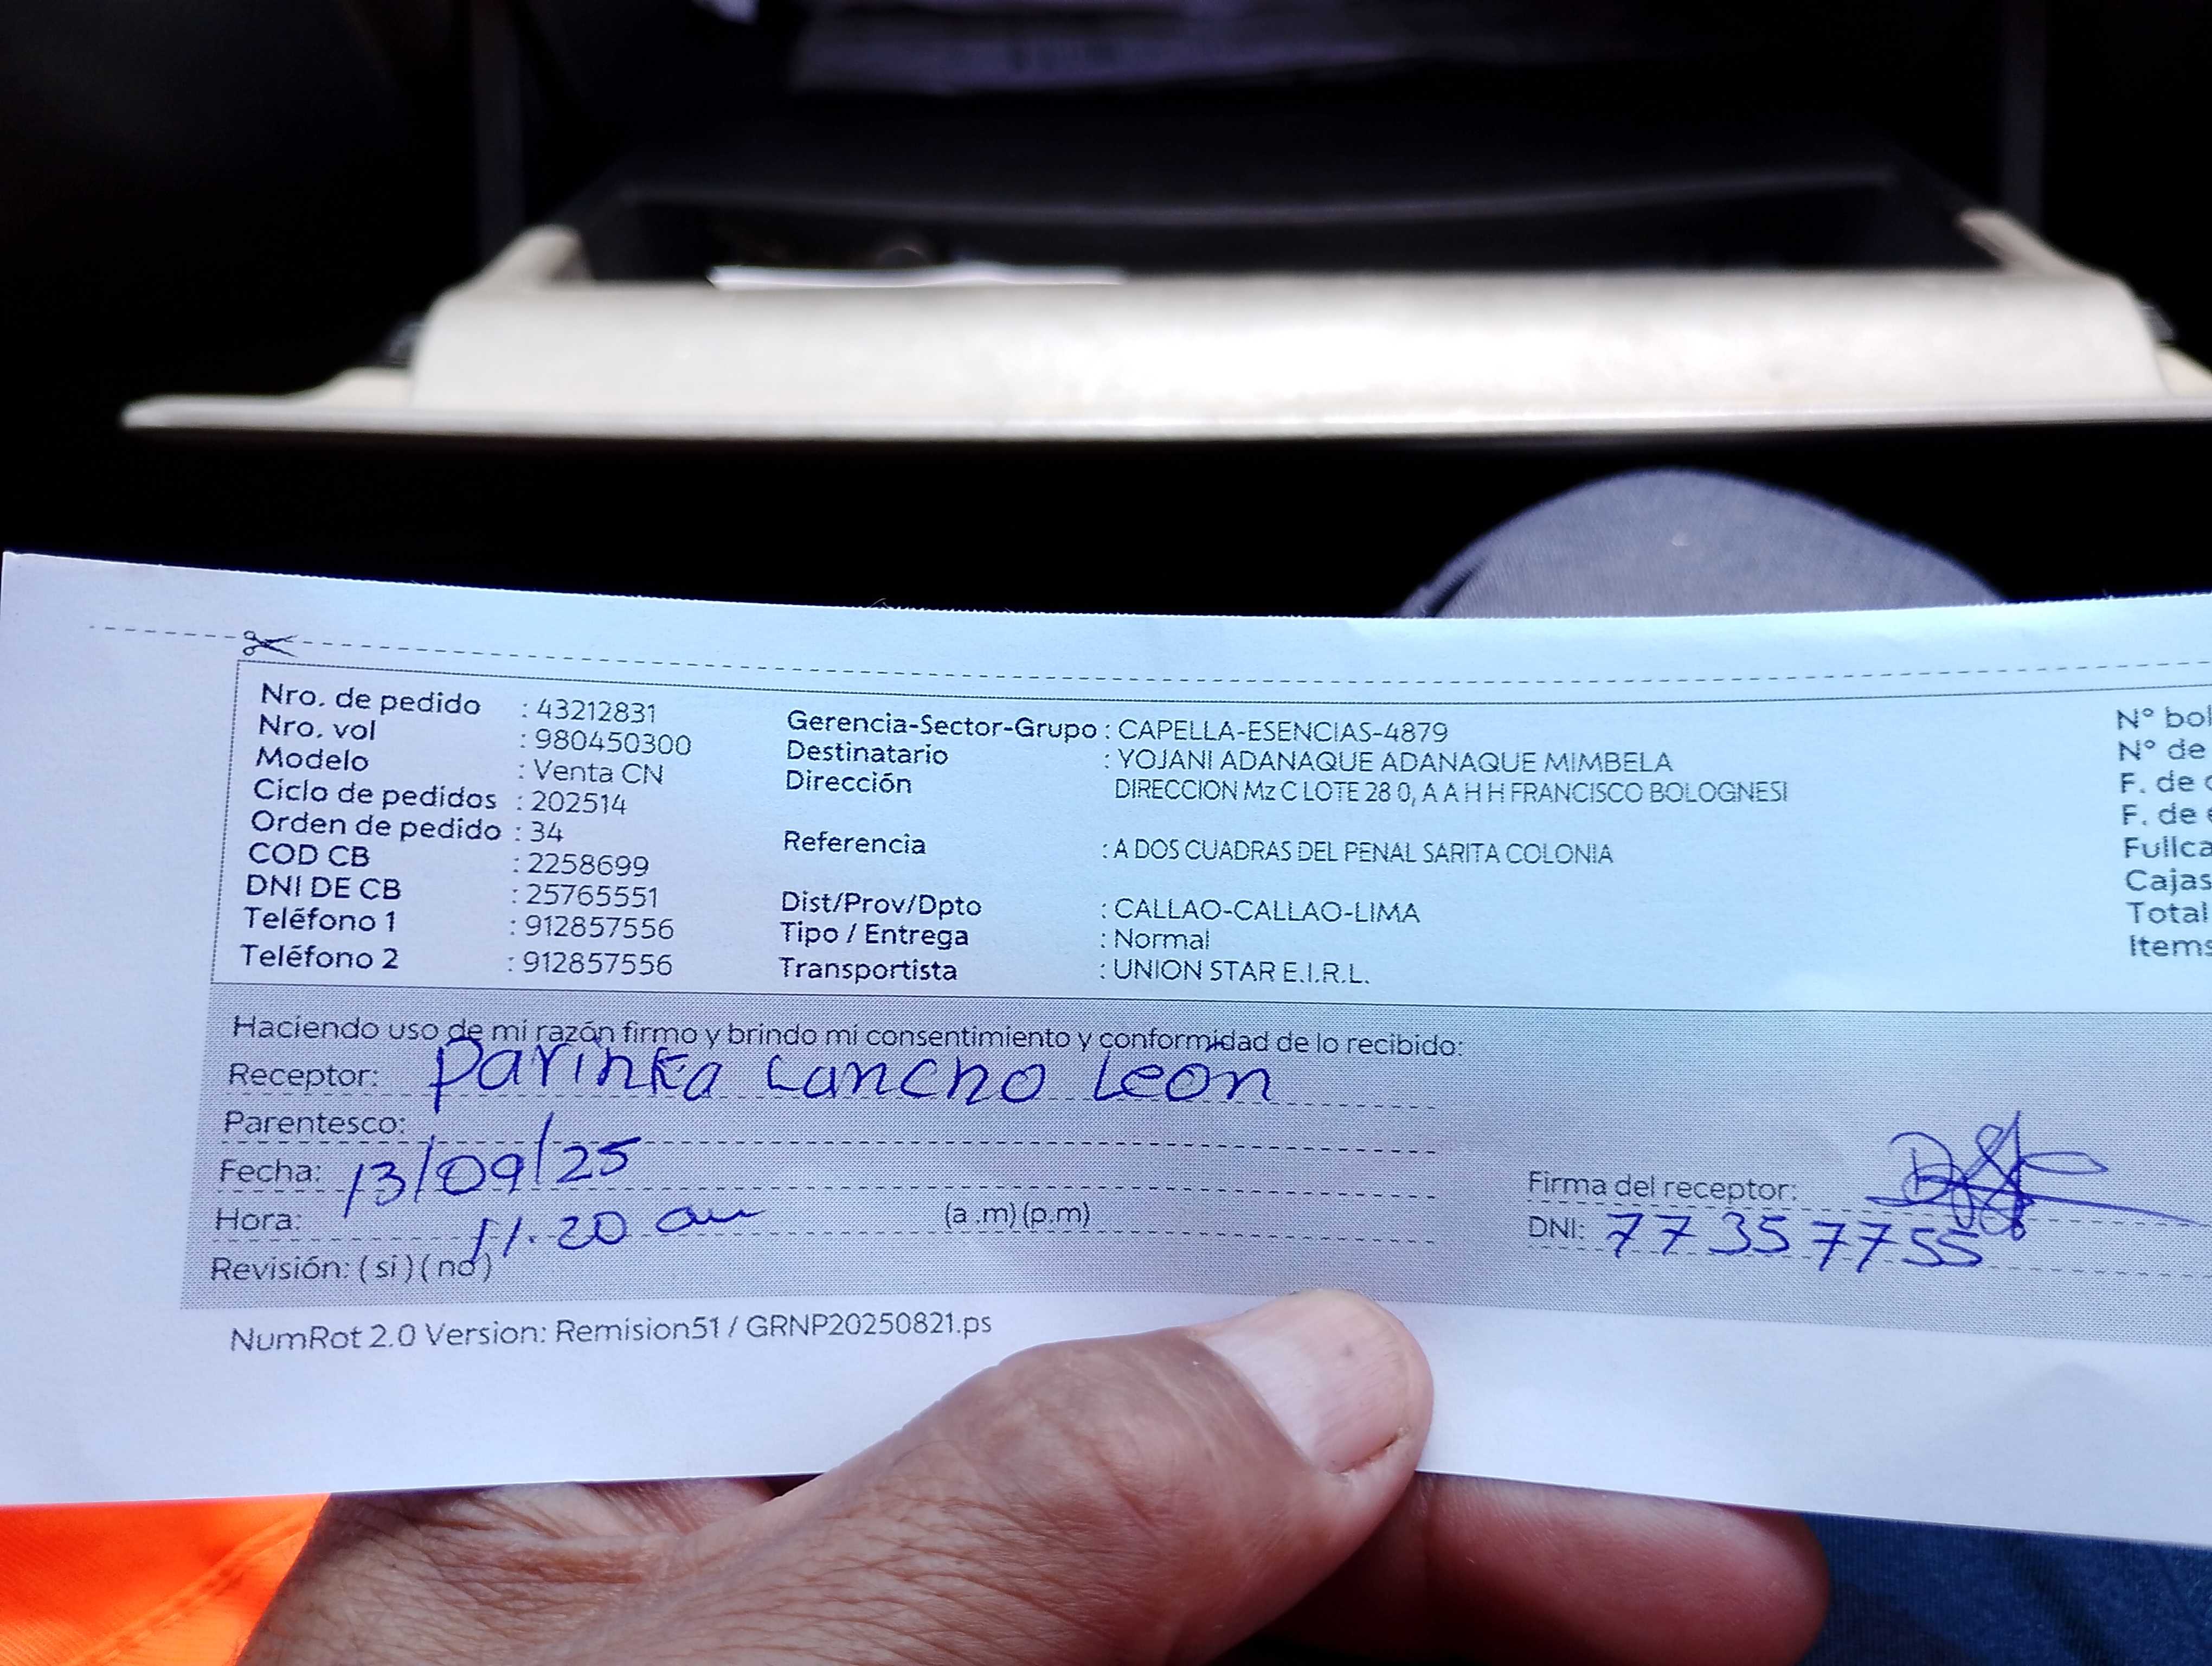 Nro. de pedido : 43212831
Nro. vol : 980450300
Modelo : Venta CN
Ciclo de pedidos : 202514
Orden de pedido : 34
COD CB : 2258699
DNI DE CB : 25765551
Teléfono 1 : 912857556
Teléfono 2 : 912857556
Gerencia-Sector-Grupo : CAPELLA-ESENCIAS-4879
Destinatario : YOJANI ADANAQUE ADANAQUE MIMBELA
Dirección DIRECCION Mz C LOTE 28 0, A A H H FRANCISCO BOLOGNESI
Referencia : A DOS CUADRAS DEL PENAL SARITA COLONIA
Dist/Prov/Dpto : CALLAO-CALLAO-LIMA
Tipo / Entrega : Normal
Transportista : UNION STAR E.I.R.L.
N° bol
N° de
F. de
F. de
Fullca
Cajas
Total
Items
Haciendo uso de mi razón firmo y brindo mi consentimiento y conformidad de lo recibido:
Receptor: Darinka Cancho Leon
Parentesco:
Fecha: 13/09/25
Hora: 11.20 am (a .m) (p.m)
Revisión: ( si ) ( no )
Firma del receptor:
DNI: 77357755
NumRot 2.0 Version: Remision51 / GRNP20250821.ps